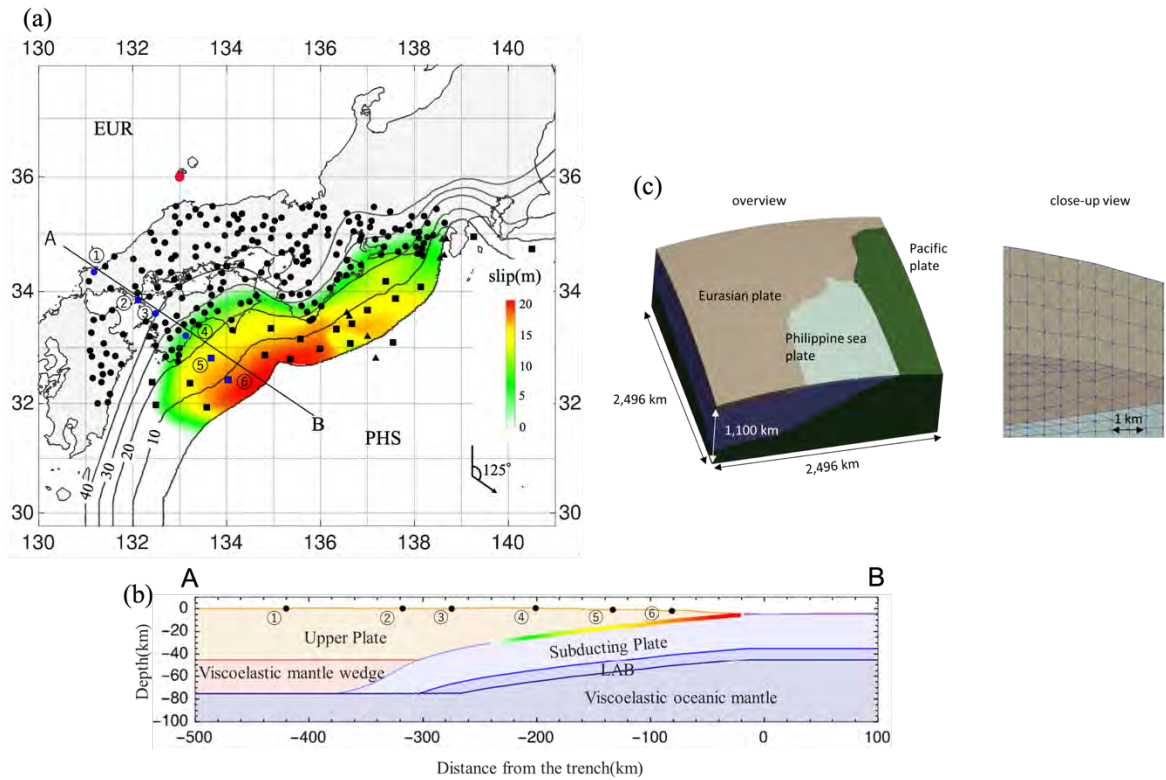 (a)
130 132 134 136 138 140
EUR
36 36
A
①
34 34
②
③
④
⑤
⑥
32 32
B
PHS
slip(m)
20
15
10
5
0
125°
40
30
20
10
30 30
130 132 134 136 138 140
(c)
overview
close-up view
Pacific
plate
Eurasian plate
Philippine sea
plate
2,496 km
1,100 km
2,496 km
1 km
(b)
A B
0
−20
−40
−60
−80
−100
Depth(km)
① ② ③ ④ ⑤ ⑥
Upper Plate
Subducting Plate
Viscoelastic mantle wedge
LAB
Viscoelastic oceanic mantle
−500 −400 −300 −200 −100 0 100
Distance from the trench(km)